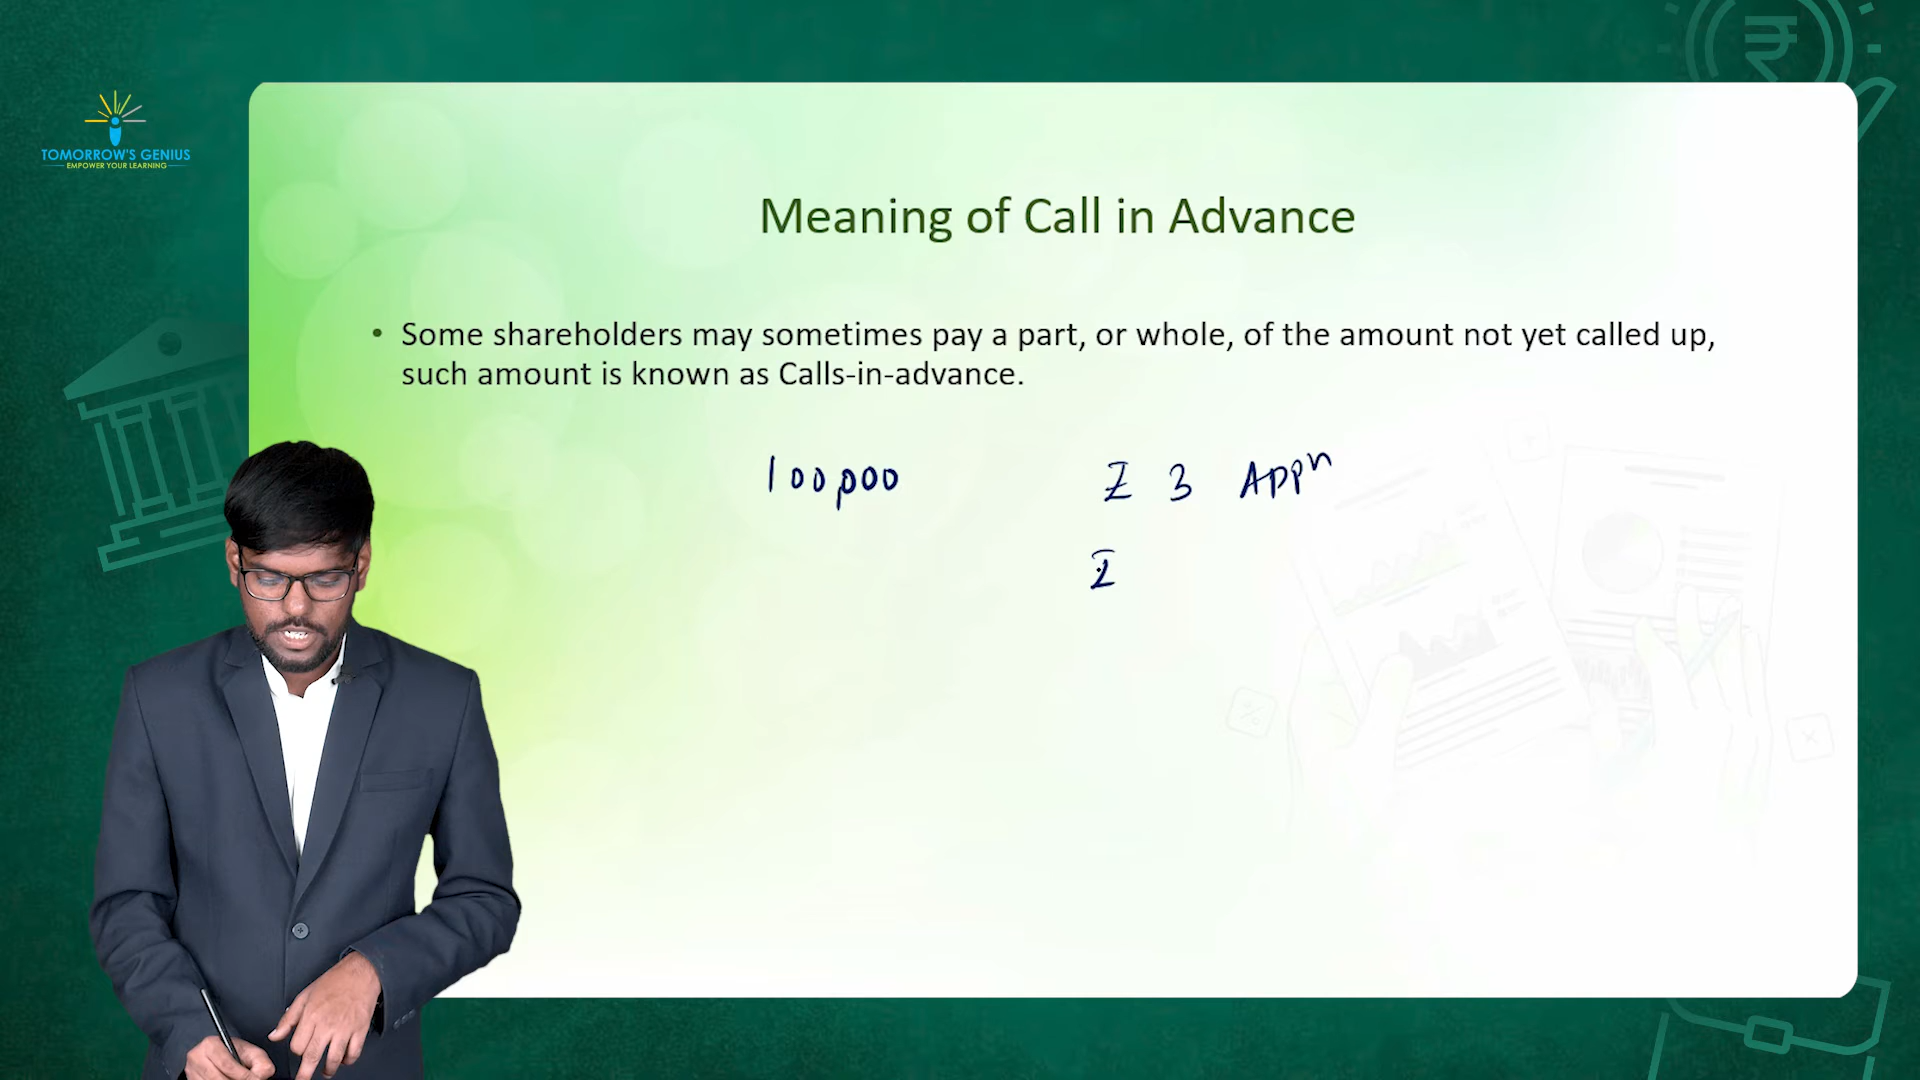 TOMORROW'S GENIUS
EMPOWER YOUR LEARNING
Meaning of Call in Advance
• Some shareholders may sometimes pay a part, or whole, of the amount not yet called up,
such amount is known as Calls-in-advance.
100000 ₹ 3 Appn
₹